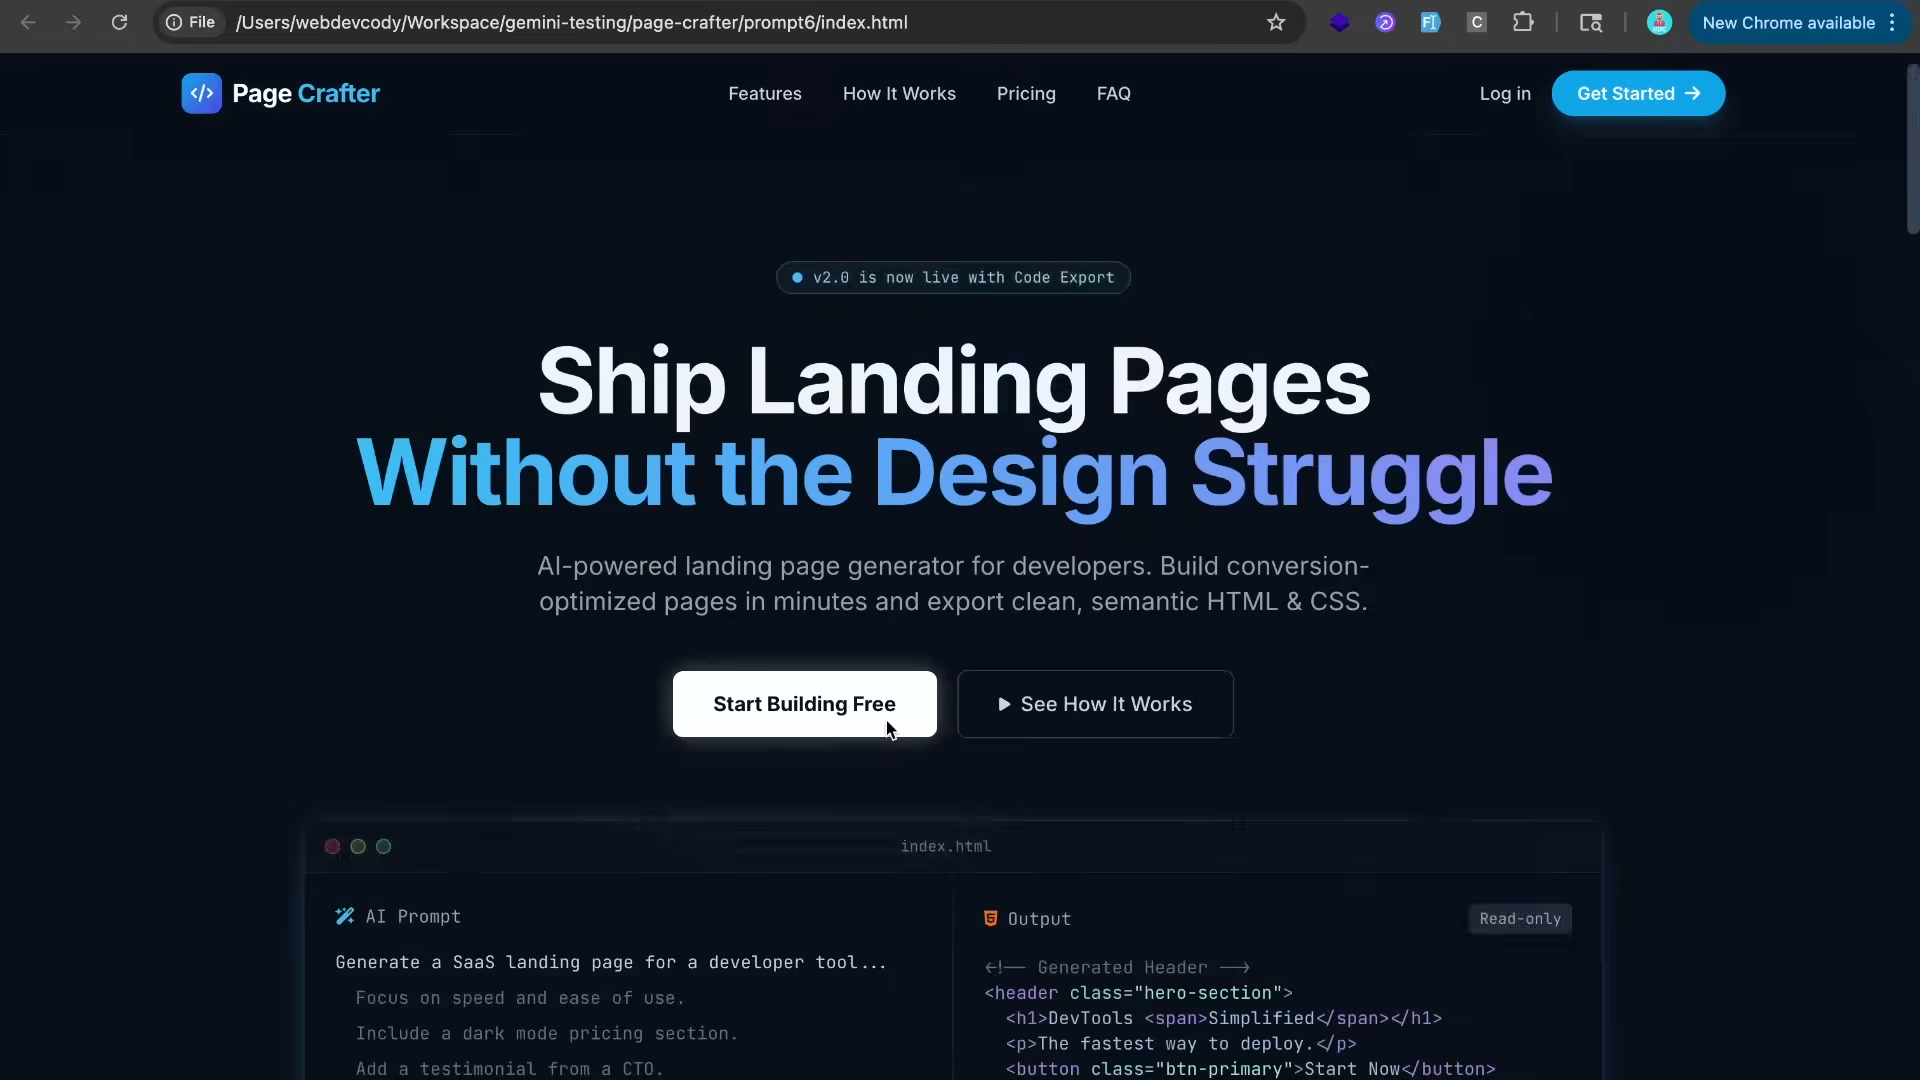 File /Users/webdevcody/Workspace/gemini-testing/page-crafter/prompt6/index.html
C
New Chrome available
</> Page Crafter
Features
How It Works
Pricing
FAQ
Log in
Get Started →
v2.0 is now live with Code Export
Ship Landing Pages
Without the Design Struggle
AI-powered landing page generator for developers. Build conversion-
optimized pages in minutes and export clean, semantic HTML & CSS.
Start Building Free
See How It Works
index.html
AI Prompt
Generate a SaaS landing page for a developer tool...
Focus on speed and ease of use.
Include a dark mode pricing section.
Add a testimonial from a CTO.
Output
Read-only
<!-- Generated Header -->
<header class="hero-section">
<h1>DevTools <span>Simplified</span></h1>
<p>The fastest way to deploy.</p>
<button class="btn-primary">Start Now</button>